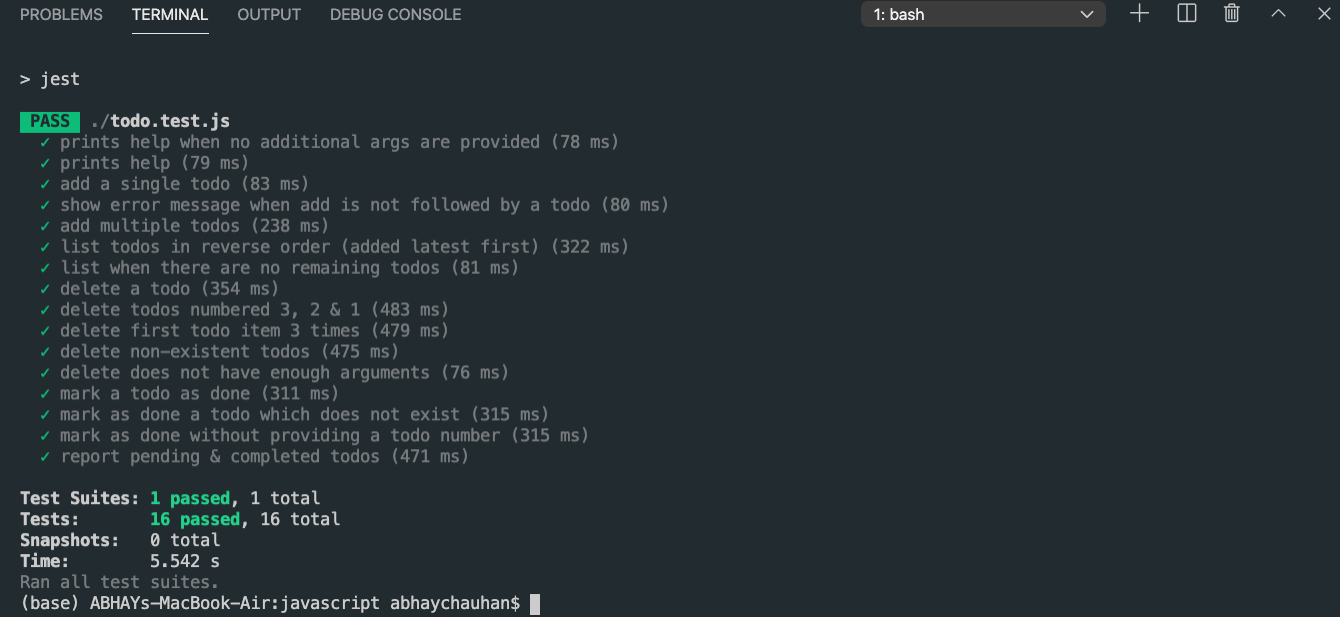 PROBLEMS TERMINAL OUTPUT DEBUG CONSOLE 1: bash
> jest
PASS ./todo.test.js
✓ prints help when no additional args are provided (78 ms)
✓ prints help (79 ms)
✓ add a single todo (83 ms)
✓ show error message when add is not followed by a todo (80 ms)
✓ add multiple todos (238 ms)
✓ list todos in reverse order (added latest first) (322 ms)
✓ list when there are no remaining todos (81 ms)
✓ delete a todo (354 ms)
✓ delete todos numbered 3, 2 & 1 (483 ms)
✓ delete first todo item 3 times (479 ms)
✓ delete non-existent todos (475 ms)
✓ delete does not have enough arguments (76 ms)
✓ mark a todo as done (311 ms)
✓ mark as done a todo which does not exist (315 ms)
✓ mark as done without providing a todo number (315 ms)
✓ report pending & completed todos (471 ms)
Test Suites: 1 passed, 1 total
Tests: 16 passed, 16 total
Snapshots: 0 total
Time: 5.542 s
Ran all test suites.
(base) ABHAYs-MacBook-Air:javascript abhaychauhan$